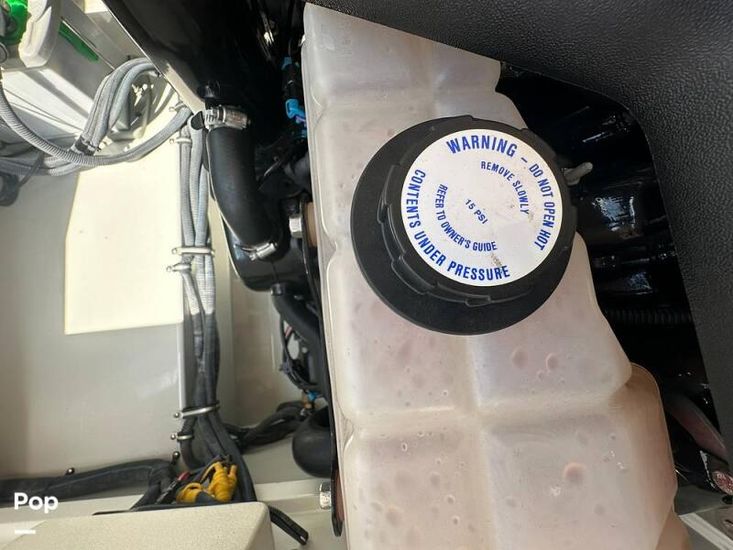 WARNING – DO NOT OPEN HOT
CONTENTS UNDER PRESSURE
REMOVE SLOWLY
15 PSI
REFER TO OWNER'S GUIDE
Pop